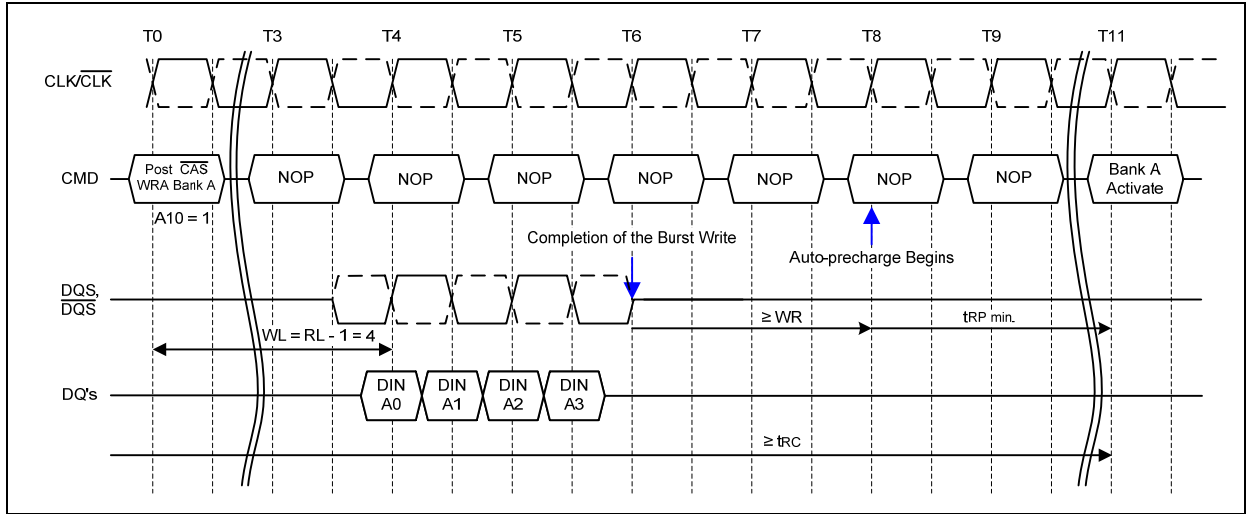 T0 T3 T4 T5 T6 T7 T8 T9 T11
CLK/CLK
CMD
Post CAS
WRA Bank A
NOP NOP NOP NOP NOP NOP NOP
Bank A
Activate
A10 = 1
Completion of the Burst Write
Auto-precharge Begins
DQS,
DQS
≥ WR
tRP min.
WL = RL - 1 = 4
DQ's
DIN
A0
DIN
A1
DIN
A2
DIN
A3
≥ tRC